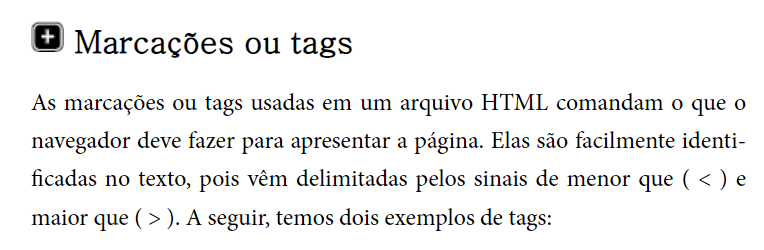 Marcações ou tags
As marcações ou tags usadas em um arquivo HTML comandam o que o
navegador deve fazer para apresentar a página. Elas são facilmente identi-
ficadas no texto, pois vêm delimitadas pelos sinais de menor que ( < ) e
maior que ( > ). A seguir, temos dois exemplos de tags: